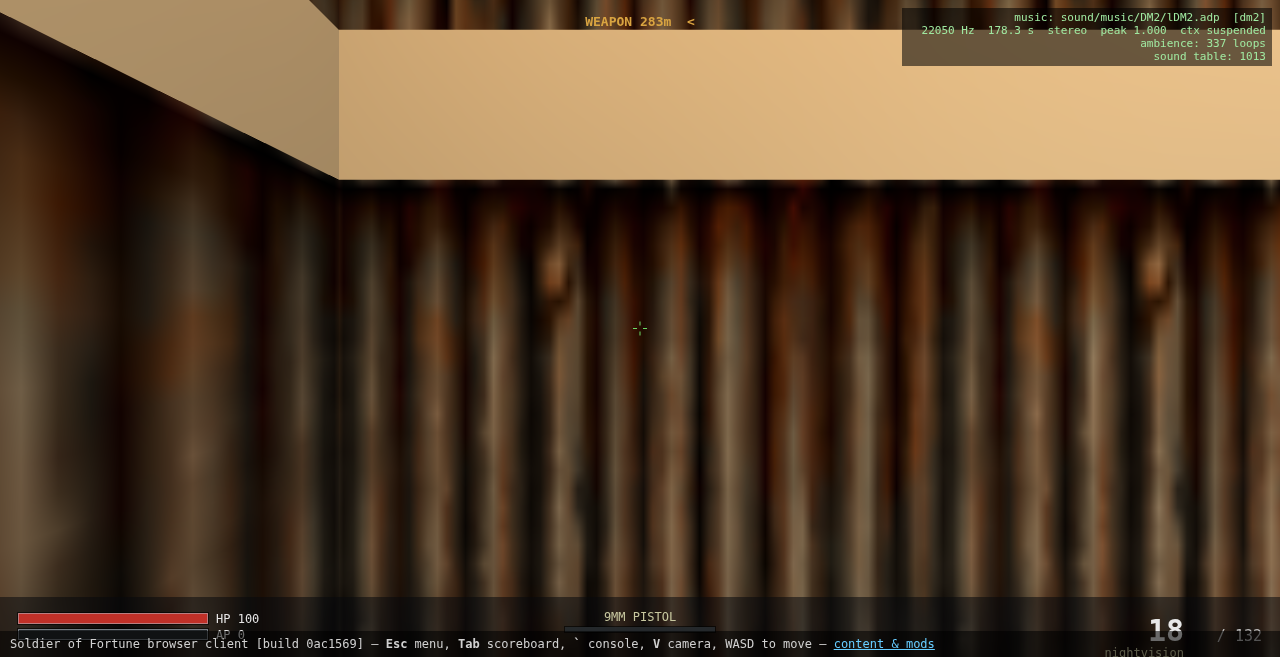 WEAPON 283m <
music: sound/music/DM2/lDM2.adp [dm2]
22050 Hz 178.3 s stereo peak 1.000 ctx suspended
ambience: 337 loops
sound table: 1013
HP 100
AP 0
9MM PISTOL
18 / 132
nightvision
Soldier of Fortune browser client [build 0ac1569] — Esc menu, Tab scoreboard, ` console, V camera, WASD to move — content & mods